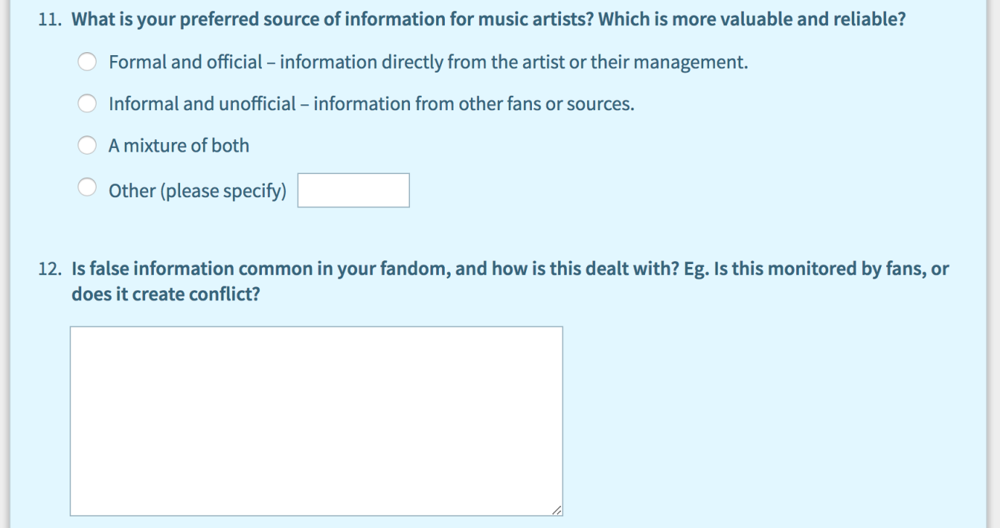 11. What is your preferred source of information for music artists? Which is more valuable and reliable?
Formal and official – information directly from the artist or their management.
Informal and unofficial – information from other fans or sources.
A mixture of both
Other (please specify)
12. Is false information common in your fandom, and how is this dealt with? Eg. Is this monitored by fans, or
does it create conflict?